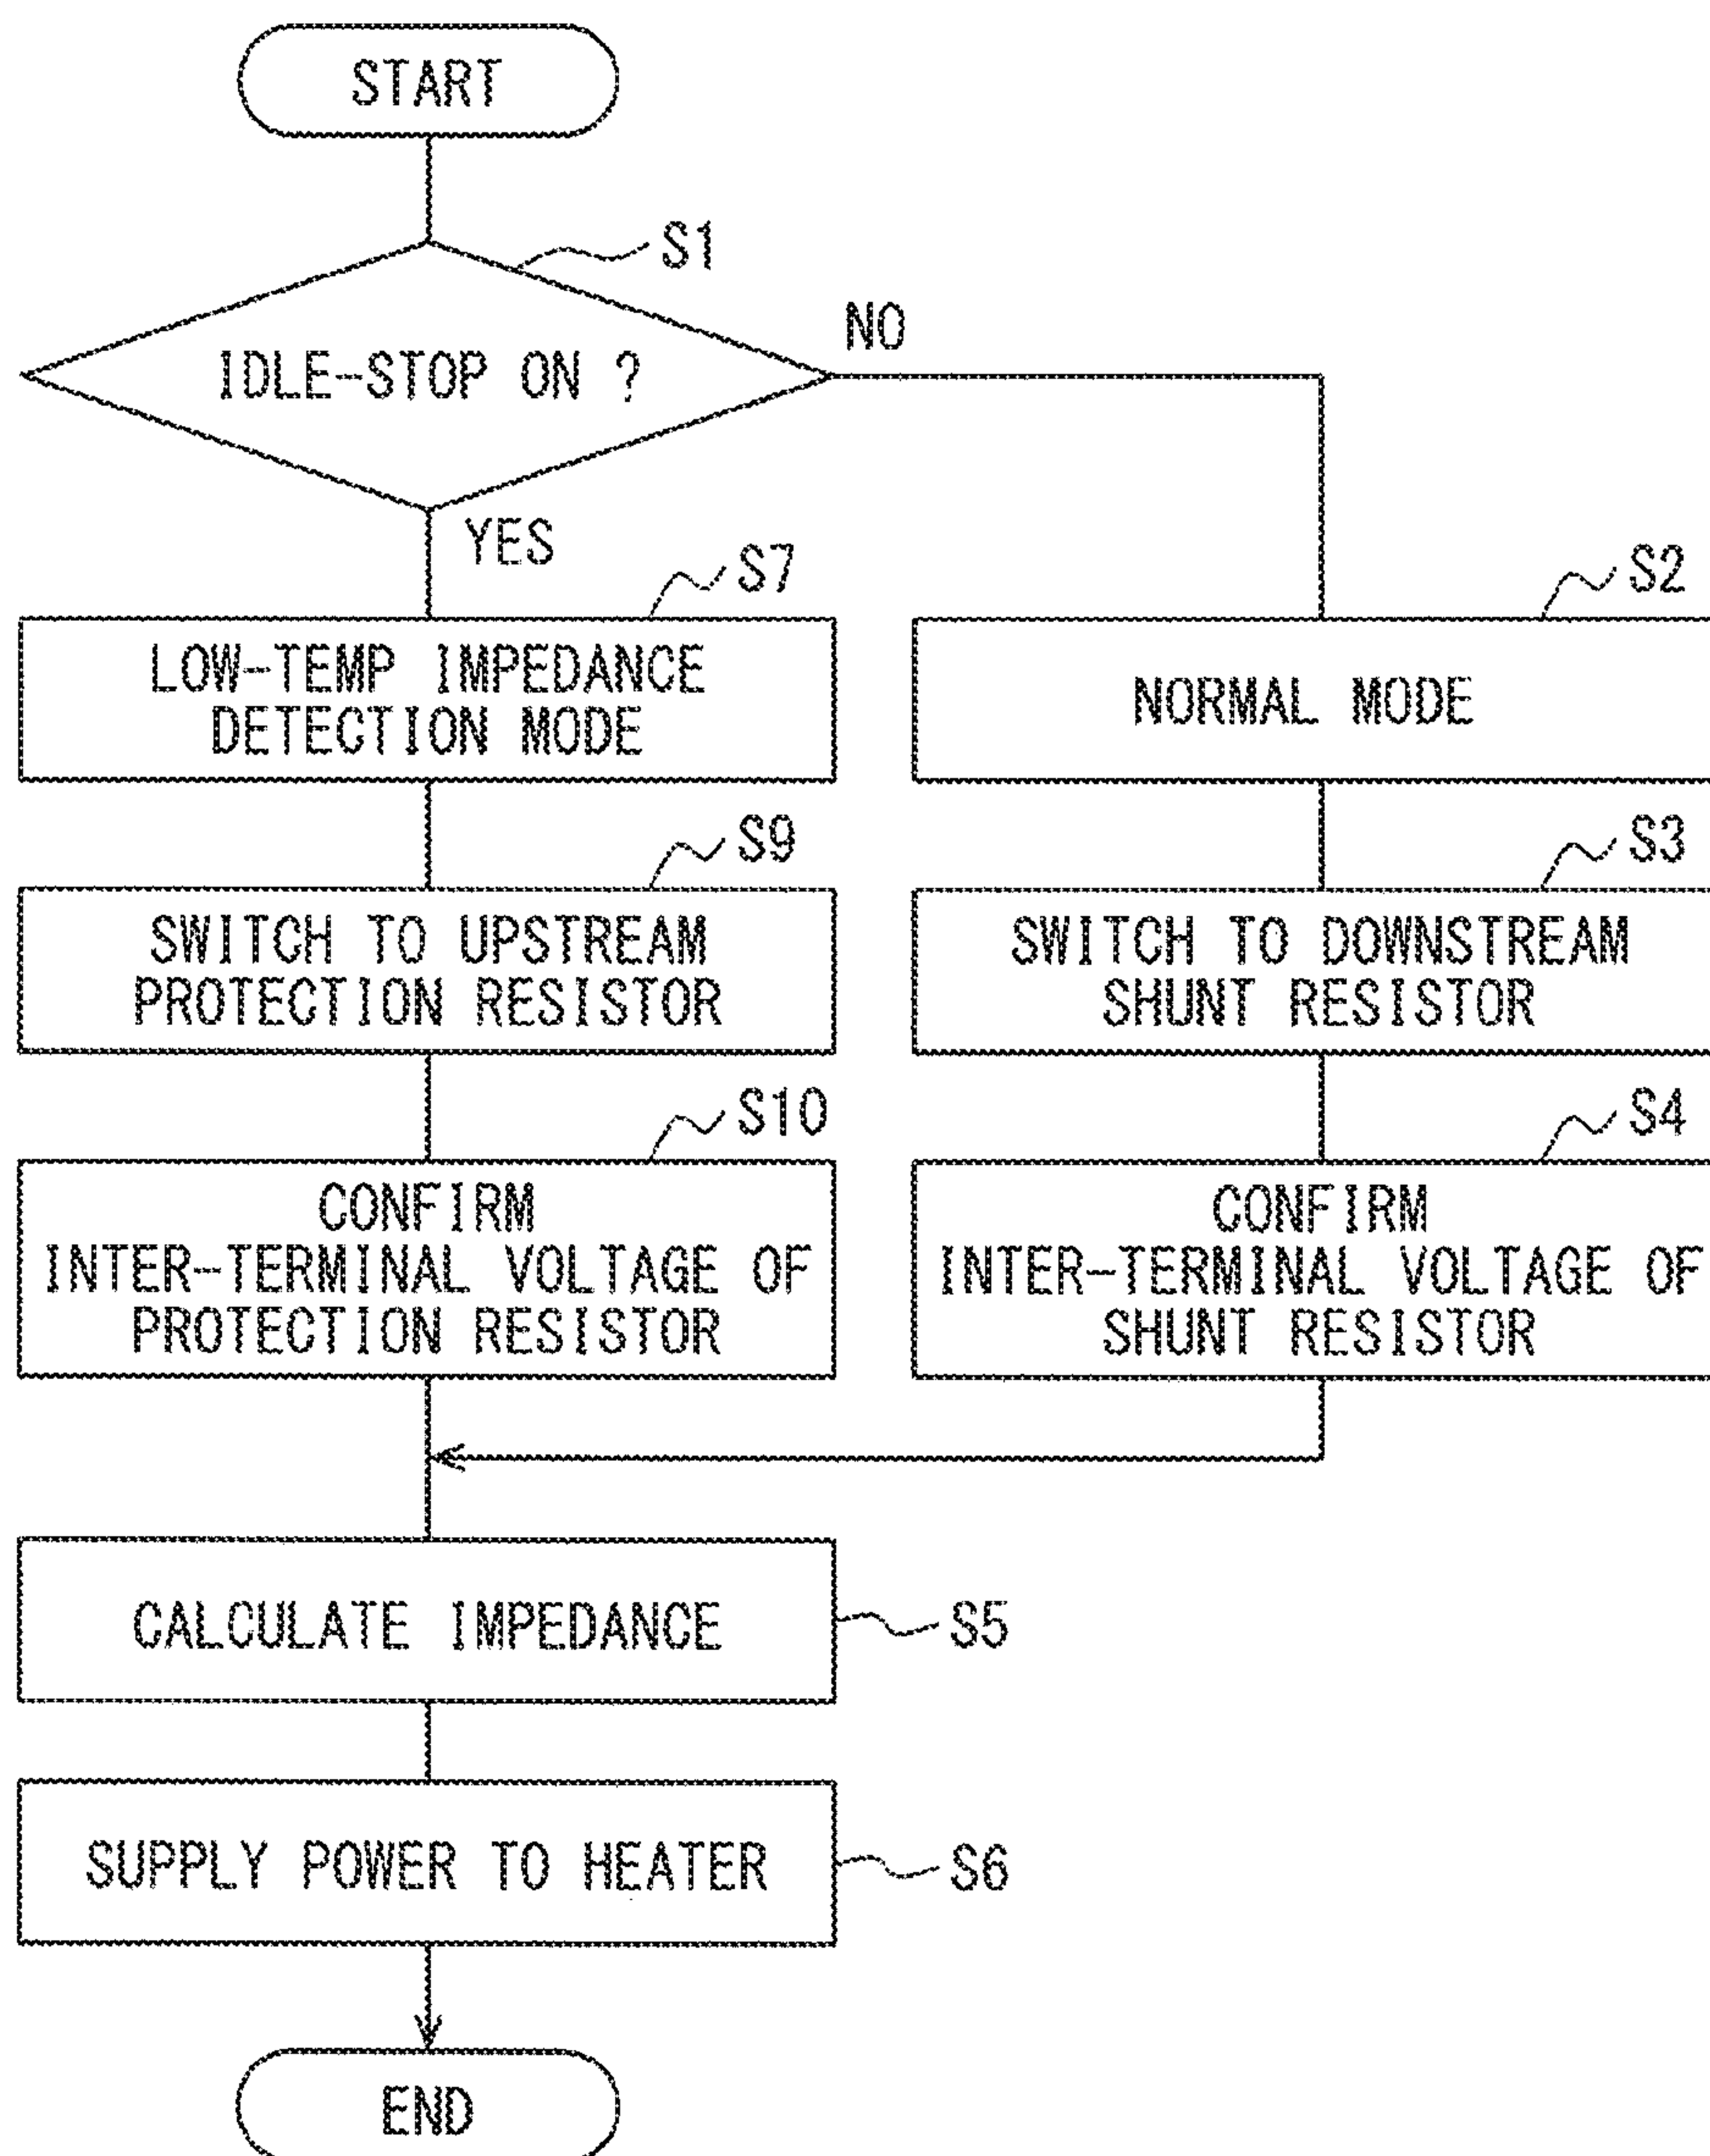 START
S1
IDLE-STOP ON ?
NO
YES
S7
LOW-TEMP IMPEDANCE
DETECTION MODE
S2
NORMAL MODE
S9
SWITCH TO UPSTREAM
PROTECTION RESISTOR
S3
SWITCH TO DOWNSTREAM
SHUNT RESISTOR
S10
CONFIRM
INTER-TERMINAL VOLTAGE OF
PROTECTION RESISTOR
S4
CONFIRM
INTER-TERMINAL VOLTAGE OF
SHUNT RESISTOR
CALCULATE IMPEDANCE
S5
SUPPLY POWER TO HEATER
S6
END